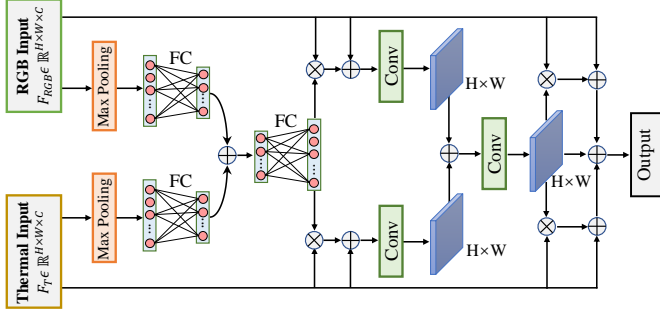 RGB Input
F_RGB ∈ ℝ^H×W×C
Max Pooling
FC
FC
Conv
H×W
Conv
H×W
Output
Thermal Input
F_T ∈ ℝ^H×W×C
Max Pooling
FC
Conv
H×W